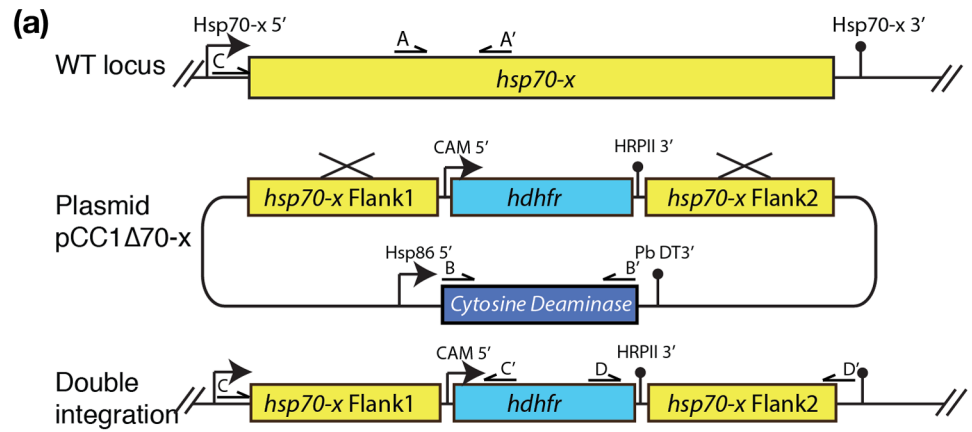 (a)
Hsp70-x 5′
Hsp70-x 3′
A
A′
C
WT locus
hsp70-x
CAM 5′
HRPII 3′
hsp70-x Flank1
hdhfr
hsp70-x Flank2
Plasmid
pCC1Δ70-x
Hsp86 5′
B
B′
Pb DT3′
Cytosine Deaminase
CAM 5′
HRPII 3′
C
C′
D
D′
Double
integration
hsp70-x Flank1
hdhfr
hsp70-x Flank2